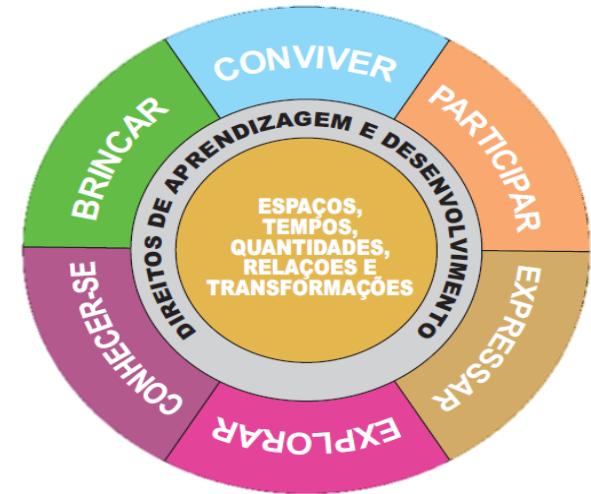 CONVIVER
PARTICIPAR
EXPRESSAR
EXPLORAR
CONHECER-SE
BRINCAR
DIREITOS DE APRENDIZAGEM E DESENVOLVIMENTO
ESPAÇOS,
TEMPOS,
QUANTIDADES,
RELAÇOES E
TRANSFORMAÇÕES